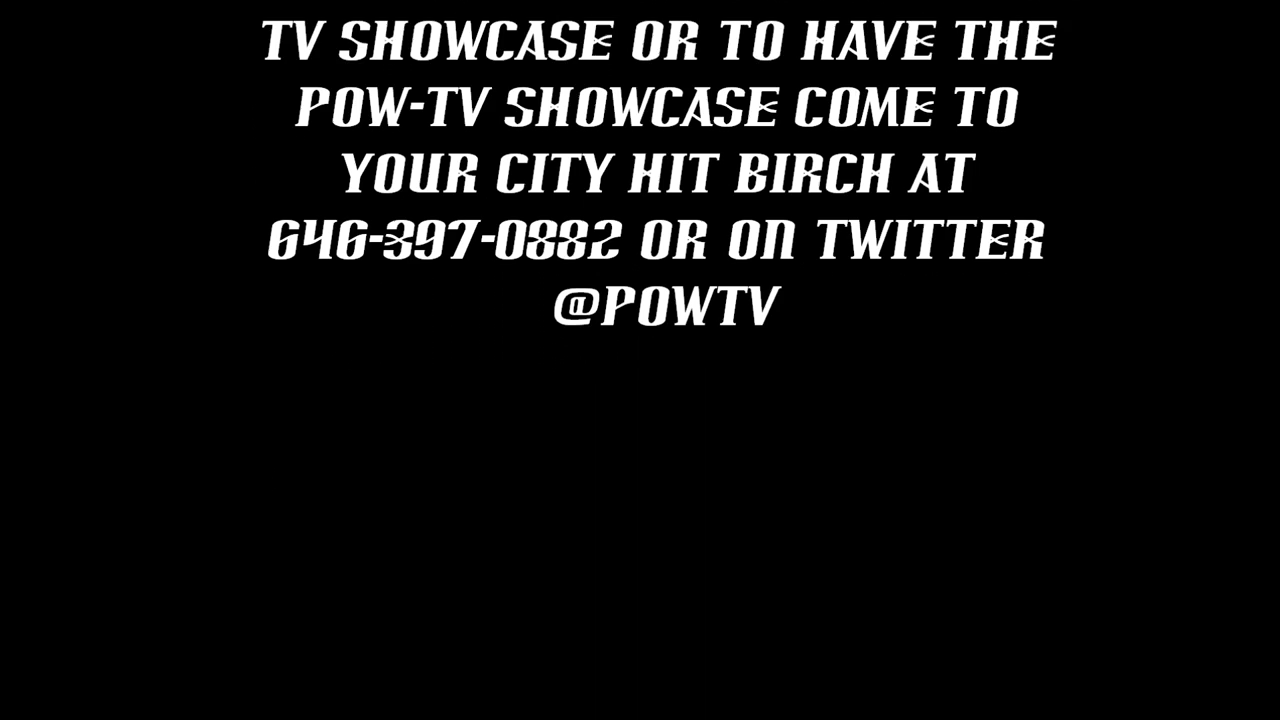 TV SHOWCASE OR TO HAVE THE
POW-TV SHOWCASE COME TO
YOUR CITY HIT BIRCH AT
646-397-0882 OR ON TWITTER
@POWTV